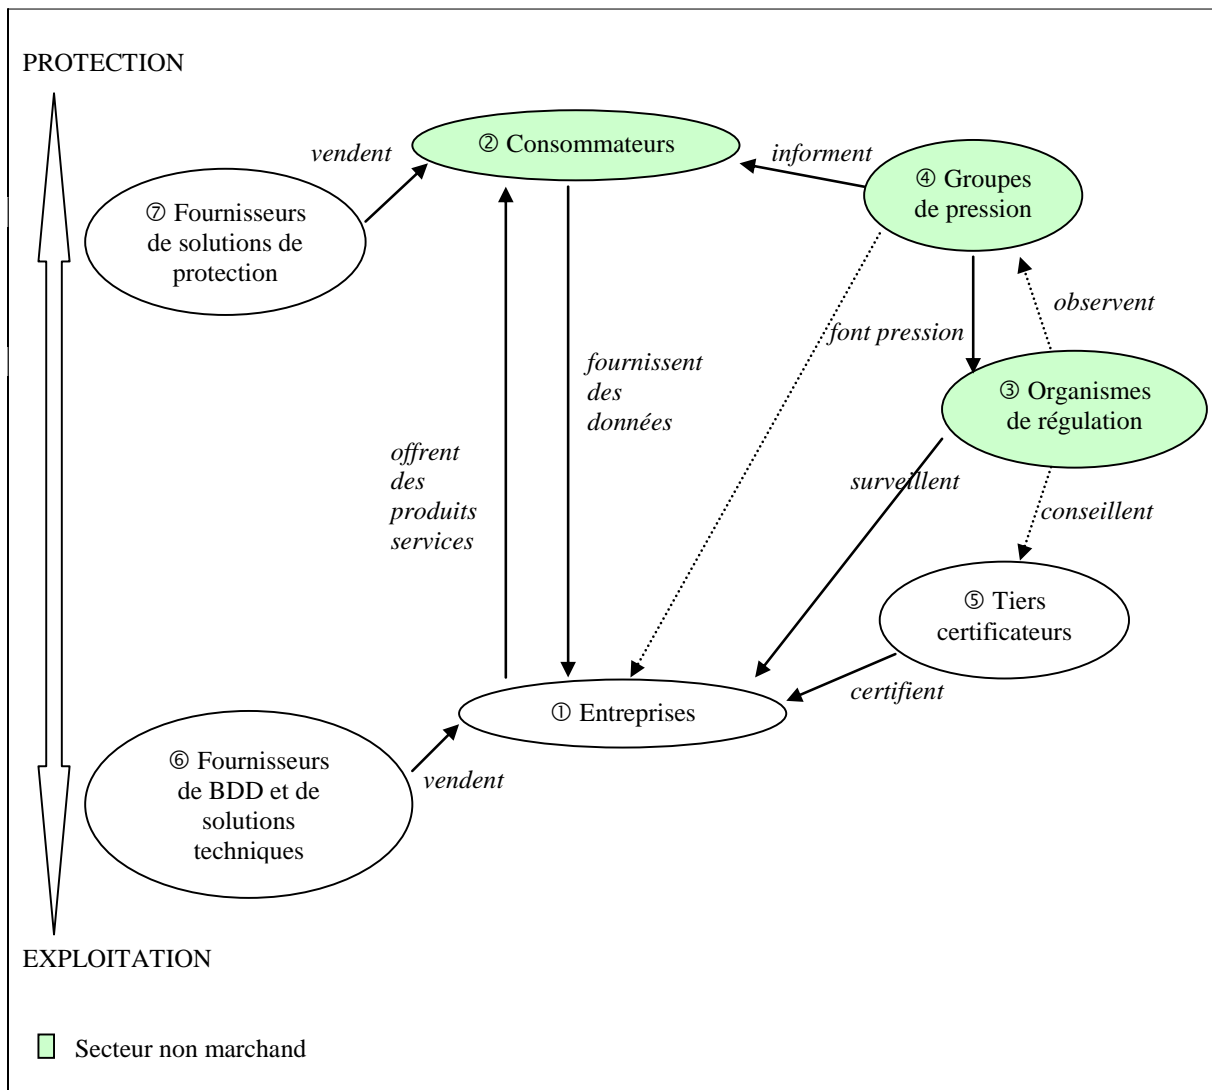 PROTECTION
② Consommateurs
vendent
informent
④ Groupes
de pression
⑦ Fournisseurs
de solutions de
protection
observent
font pression
fournissent
des
données
③ Organismes
de régulation
offrent
des
produits
services
surveillent
conseillent
⑤ Tiers
certificateurs
certifient
① Entreprises
⑥ Fournisseurs
de BDD et de
solutions
techniques
vendent
EXPLOITATION
Secteur non marchand